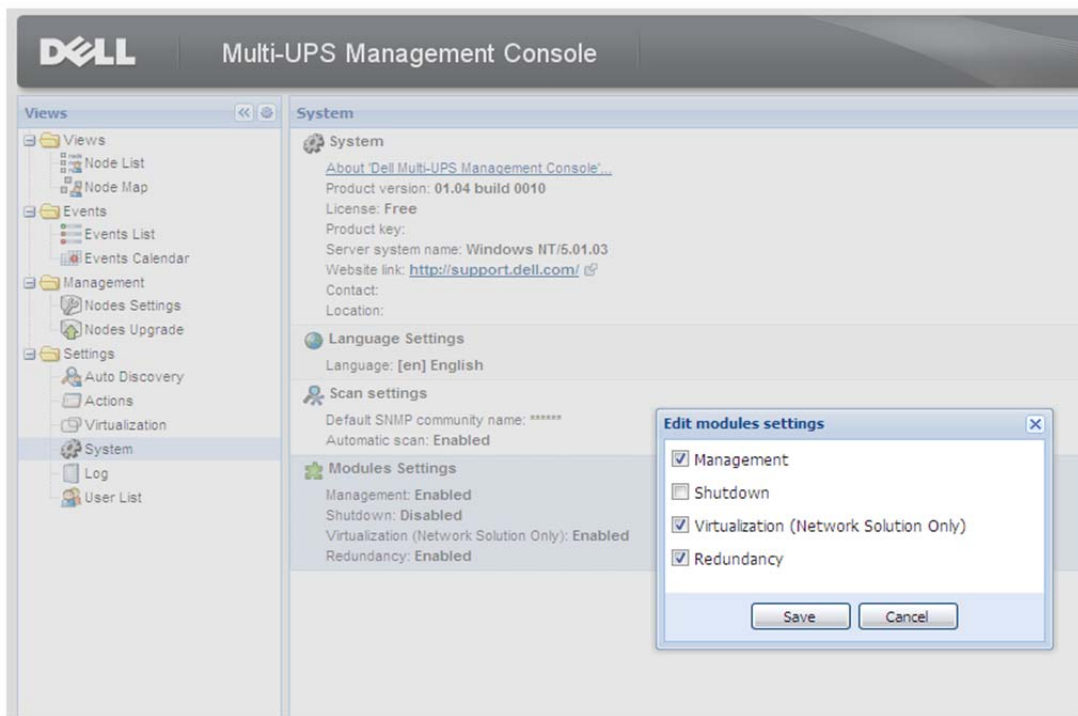 DELL
Multi-UPS Management Console
Views
System
Views
Node List
Node Map
Events
Events List
Events Calendar
Management
Nodes Settings
Nodes Upgrade
Settings
Auto Discovery
Actions
Virtualization
System
Log
User List
System
About 'Dell Multi-UPS Management Console'...
Product version: 01.04 build 0010
License: Free
Product key:
Server system name: Windows NT/5.01.03
Website link: http://support.dell.com/
Contact:
Location:
Language Settings
Language: [en] English
Scan settings
Default SNMP community name: ******
Automatic scan: Enabled
Modules Settings
Management: Enabled
Shutdown: Disabled
Virtualization (Network Solution Only): Enabled
Redundancy: Enabled
Edit modules settings
Management
Shutdown
Virtualization (Network Solution Only)
Redundancy
Save
Cancel